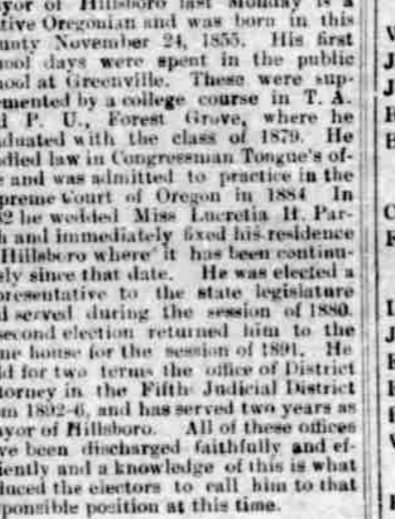 yor of Hillsboro last Monday is a
tive Oregonian and was born in this
unty November 24, 1855. His first
ool days were spent in the public
ool at Greenville. These were sup-
emented by a college course in T. A.
d P. U., Forest Grove, where he
aduated with the class of 1879. He
udied law in Congressman Tongue's of-
e and was admitted to practice in the
preme Court of Oregon in 1884 In
2 he wedded Miss Lucretia H. Par-
h and immediately fixed his residence
Hillsboro where it has been continu-
sly since that date. He was elected a
presentative to the state legislature
d served during the session of 1880.
second election returned him to the
me house for the session of 1891. He
ld for two terms the office of District
torney in the Fifth Judicial District
om 1892-6, and has served two years as
yor of Hillsboro. All of these offices
ve been discharged faithfully and ef-
iently and a knowledge of this is what
duced the electors to call him to that
sponsible position at this time.